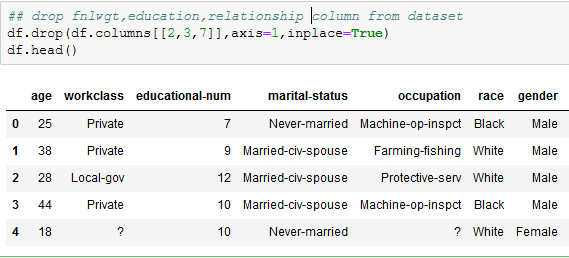 ## drop fnlwgt,education,relationship column from dataset
df.drop(df.columns[[2,3,7]],axis=1,inplace=True)
df.head()
age workclass educational-num marital-status occupation race gender
0 25 Private 7 Never-married Machine-op-inspct Black Male
1 38 Private 9 Married-civ-spouse Farming-fishing White Male
2 28 Local-gov 12 Married-civ-spouse Protective-serv White Male
3 44 Private 10 Married-civ-spouse Machine-op-inspct Black Male
4 18 ? 10 Never-married ? White Female